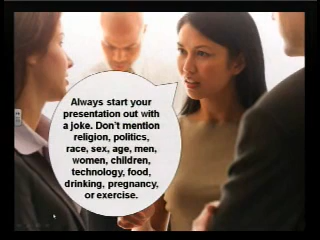 Always start your
presentation out with
a joke. Don't mention
religion, politics,
race, sex, age, men,
women, children,
technology, food,
drinking, pregnancy,
or exercise.